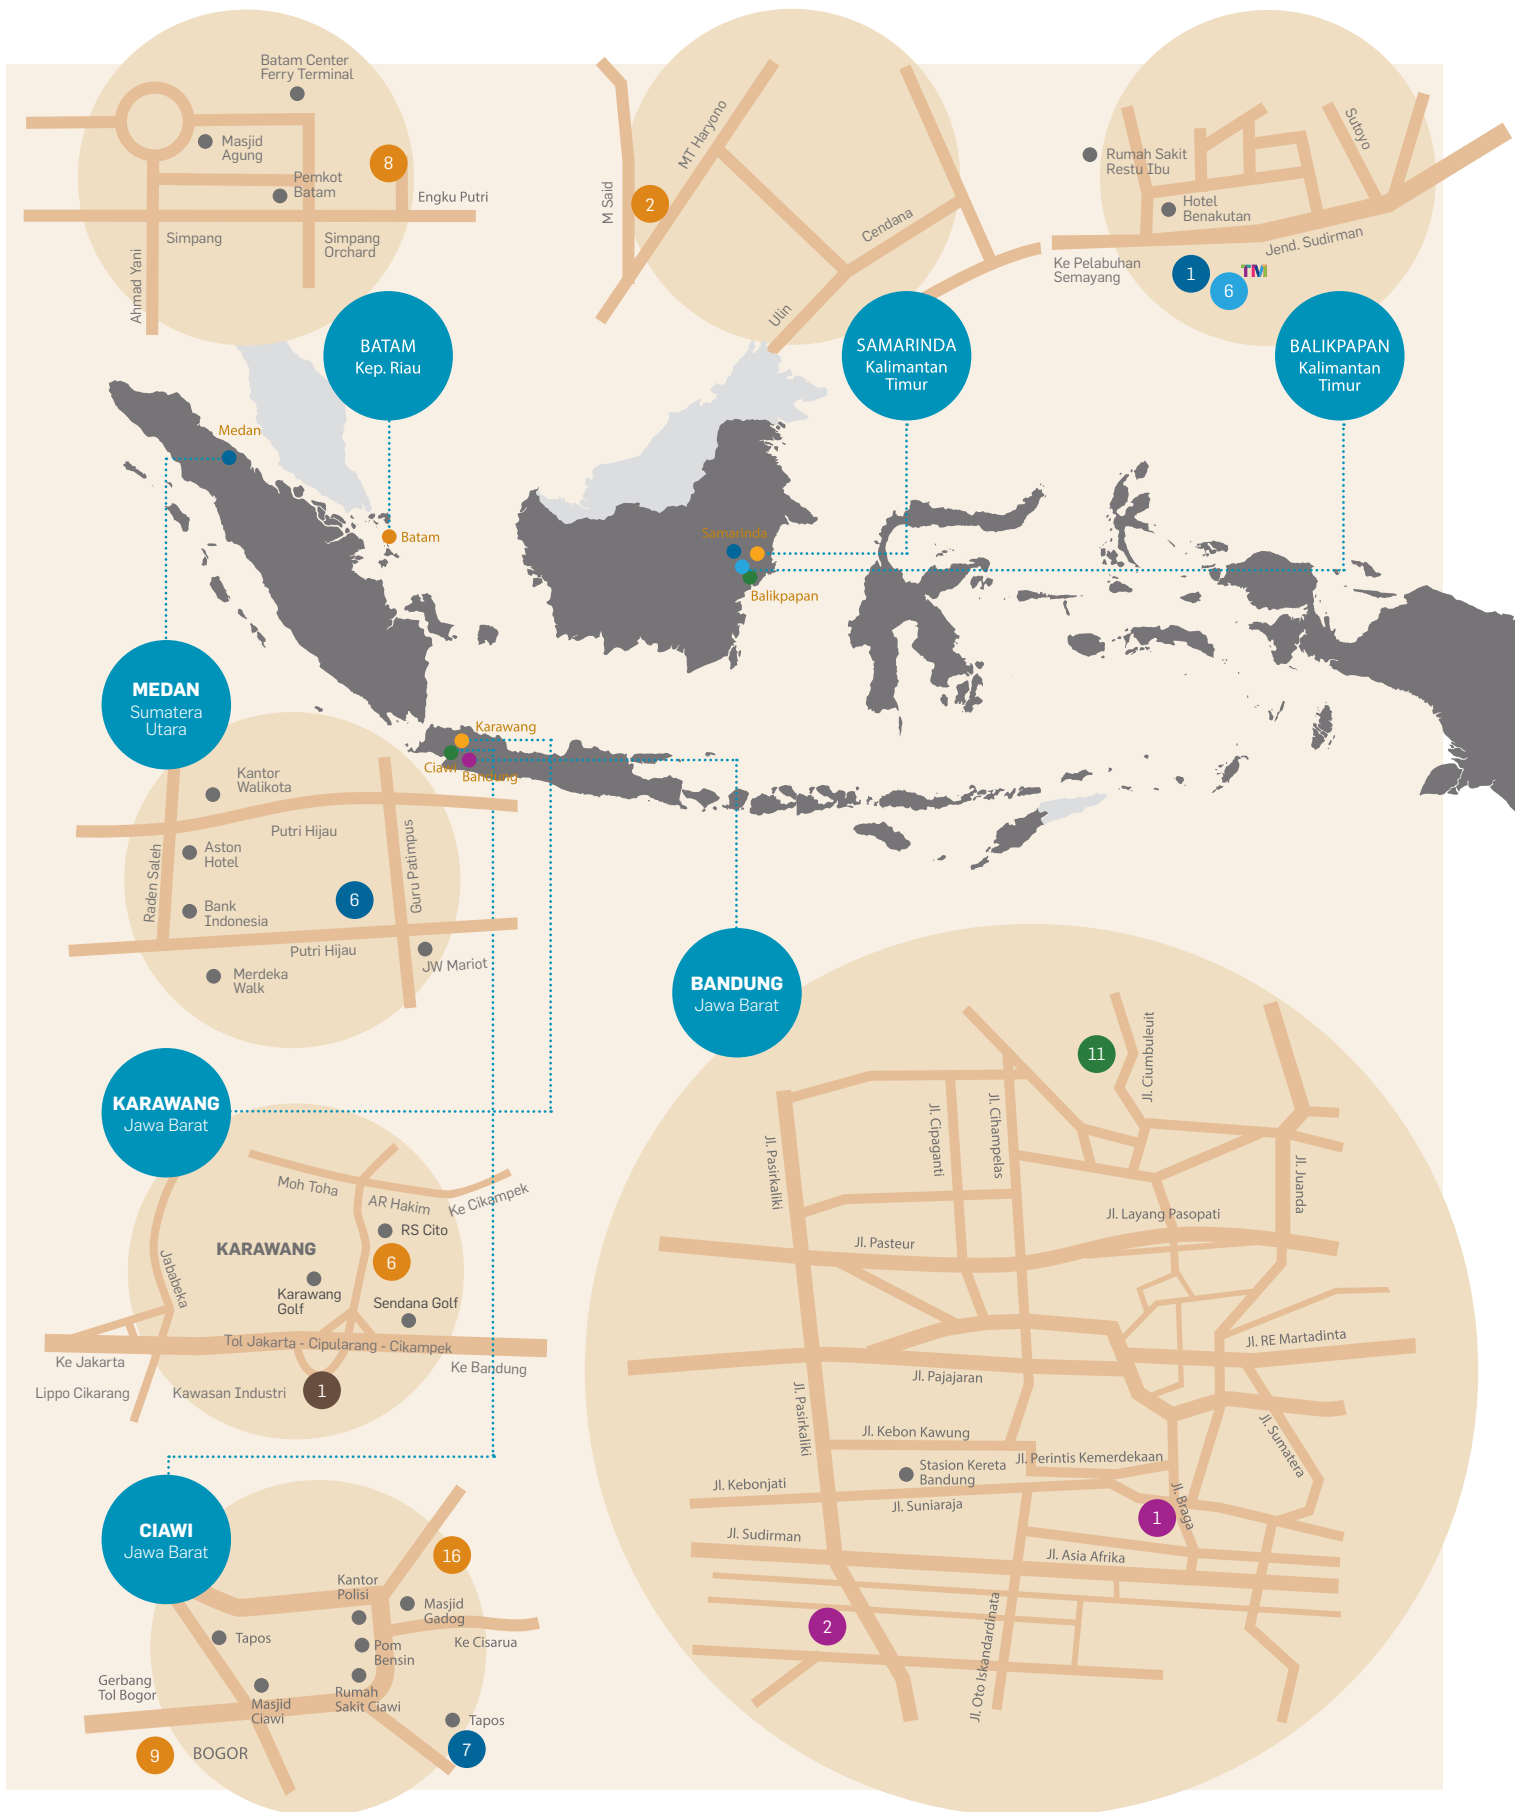 Batam Center
Ferry Terminal
Masjid
Agung
8
Pemkot
Batam
Engku Putri
Simpang
Simpang
Orchard
Ahmad Yani
BATAM
Kep. Riau
M Said
MT Haryono
2
Cendana
Ulin
SAMARINDA
Kalimantan
Timur
Sutoyo
Rumah Sakit
Restu Ibu
Hotel
Benakutan
Jend. Sudirman
Ke Pelabuhan
Semayang
1
6
TM
BALIKPAPAN
Kalimantan
Timur
Medan
Batam
Samarinda
Balikpapan
Karawang
Ciawi
Bandung
MEDAN
Sumatera
Utara
Kantor
Walikota
Putri Hijau
Aston
Hotel
Raden Saleh
Guru Patimpus
6
Bank
Indonesia
Putri Hijau
JW Mariot
Merdeka
Walk
KARAWANG
Jawa Barat
Moh Toha
AR Hakim
Ke Cikampek
RS Cito
KARAWANG
6
Jababeka
Karawang
Golf
Sendana Golf
Tol Jakarta - Cipularang - Cikampek
Ke Jakarta
Ke Bandung
Lippo Cikarang
Kawasan Industri
1
CIAWI
Jawa Barat
16
Kantor
Polisi
Masjid
Gadog
Tapos
Ke Cisarua
Pom
Bensin
Gerbang
Tol Bogor
Rumah
Sakit Ciawi
Masjid
Ciawi
Tapos
9
BOGOR
7
BANDUNG
Jawa Barat
11
Jl. Ciumbuleuit
Jl. Cipaganti
Jl. Cihampelas
Jl. Pasirkaliki
Jl. Juanda
Jl. Layang Pasopati
Jl. Pasteur
Jl. RE Martadinta
Jl. Pajajaran
Jl. Pasirkaliki
Jl. Kebon Kawung
Jl. Sumatera
Jl. Perintis Kemerdekaan
Stasion Kereta
Bandung
Jl. Kebonjati
Jl. Suniaraja
Jl. Braga
1
Jl. Sudirman
Jl. Asia Afrika
2
Jl. Oto Iskandardinata